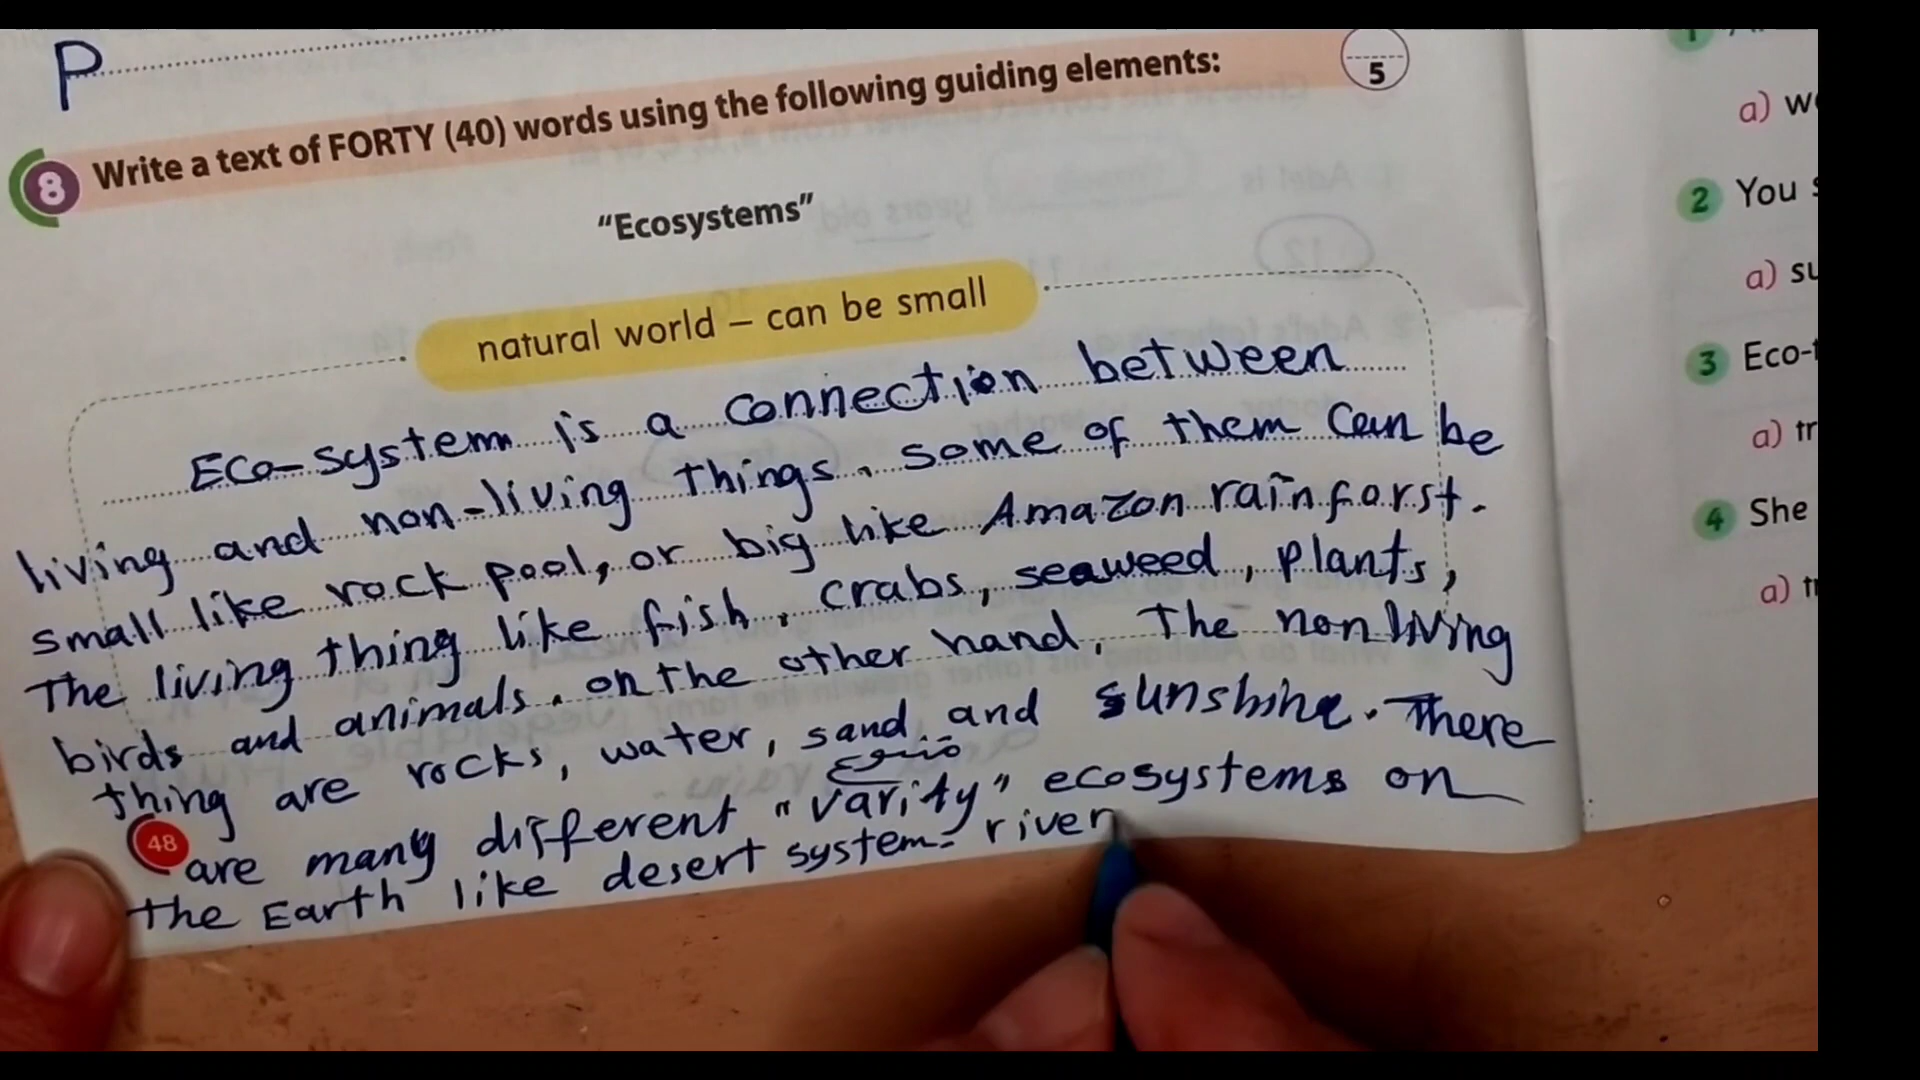 P
5
8 Write a text of FORTY (40) words using the following guiding elements:
"Ecosystems"
natural world – can be small
Eco-system is a connection between
living and non-living things. some of them can be
small like rock pool, or big like Amazon rainforst.
The living thing like fish, crabs, seaweed, plants,
birds and animals. on the other hand, The nonliving
thing are rocks, water, sand, and sunshine. There
تنوع
are many different "varity" ecosystems on
the Earth like desert system- river
48
1
a) w
2 You s
a) su
3 Eco-t
a) tr
4 She
a) tr